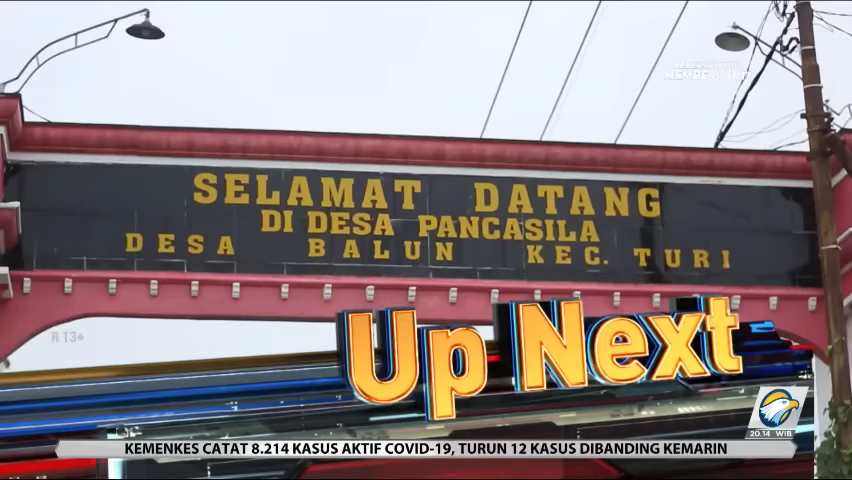 SELAMAT DATANG
DI DESA PANCASILA
DESA BALUN KEC. TURI
R 13+
Up Next
20.14 WIB
KEMENKES CATAT 8.214 KASUS AKTIF COVID-19, TURUN 12 KASUS DIBANDING KEMARIN